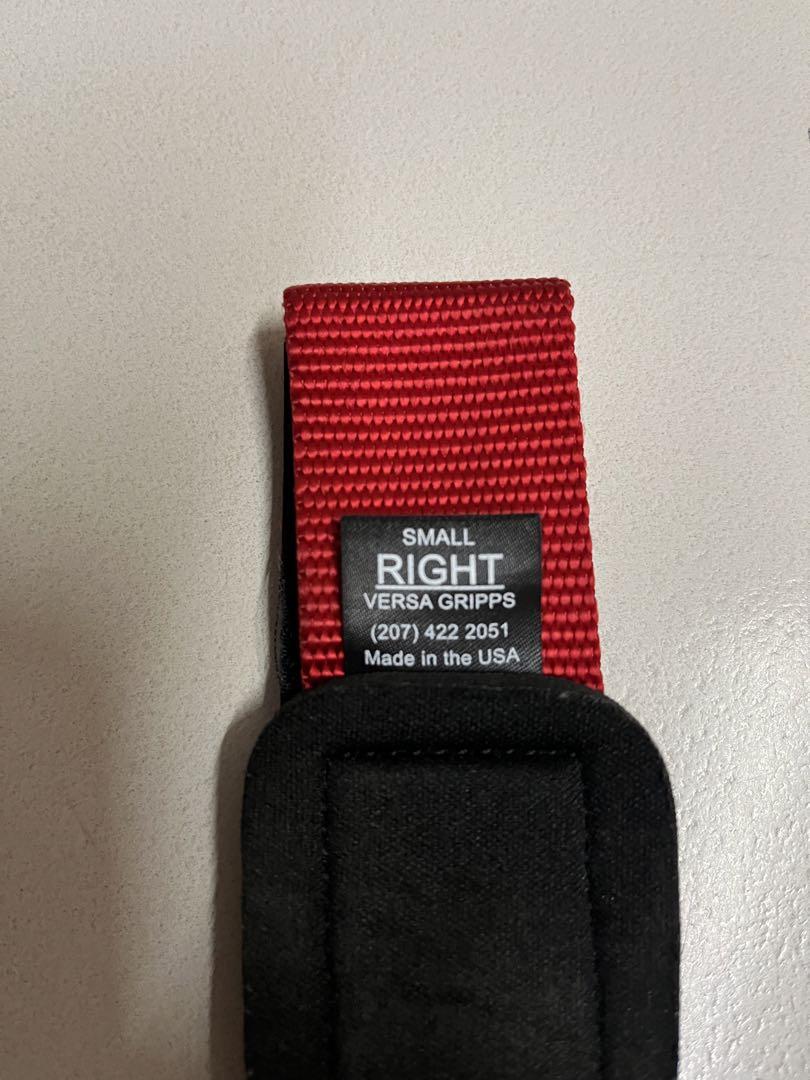 SMALL
RIGHT
VERSA GRIPPS
(207) 422 2051
Made in the USA